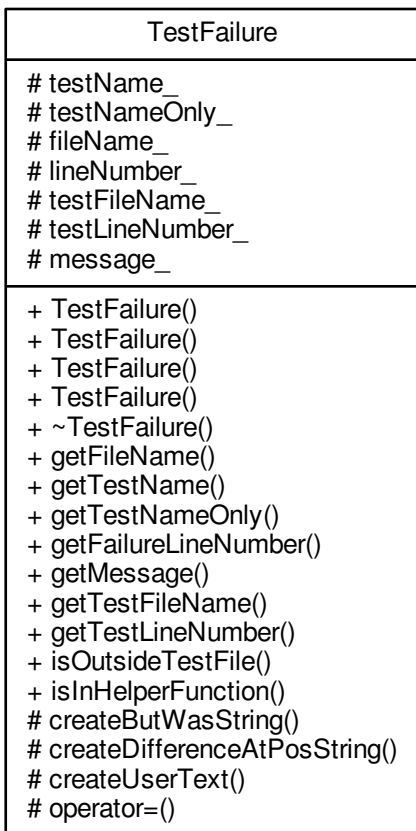 TestFailure
# testName_
# testNameOnly_
# fileName_
# lineNumber_
# testFileName_
# testLineNumber_
# message_
+ TestFailure()
+ TestFailure()
+ TestFailure()
+ TestFailure()
+ ~TestFailure()
+ getFileName()
+ getTestName()
+ getTestNameOnly()
+ getFailureLineNumber()
+ getMessage()
+ getTestFileName()
+ getTestLineNumber()
+ isOutsideTestFile()
+ isInHelperFunction()
# createButWasString()
# createDifferenceAtPosString()
# createUserText()
# operator=()